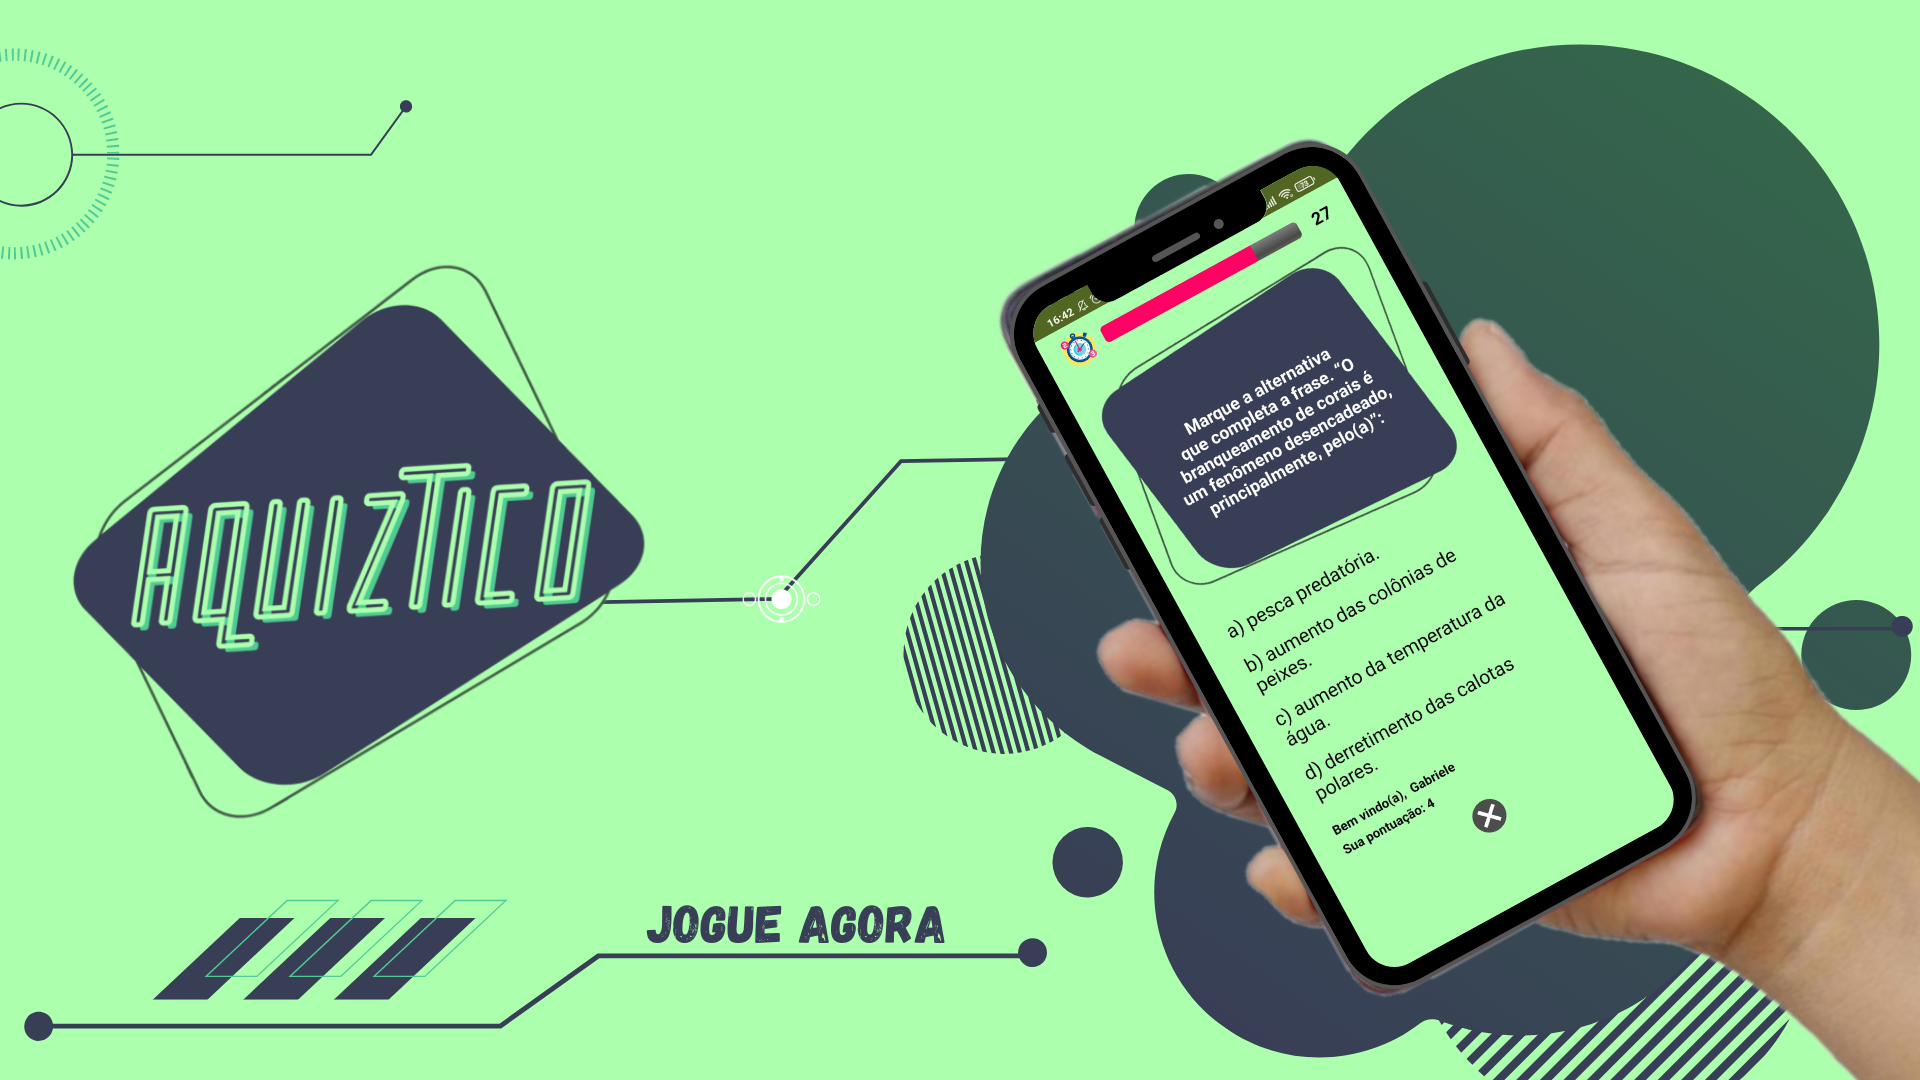 AQUIZTICO
JOGUE AGORA
16:42
39
27
Marque a alternativa
que completa a frase. “O
branqueamento de corais é
um fenômeno desencadeado,
principalmente, pelo(a)”:
a) pesca predatória.
b) aumento das colônias de
peixes.
c) aumento da temperatura da
água.
d) derretimento das calotas
polares.
Bem vindo(a), Gabriele
Sua pontuação: 4